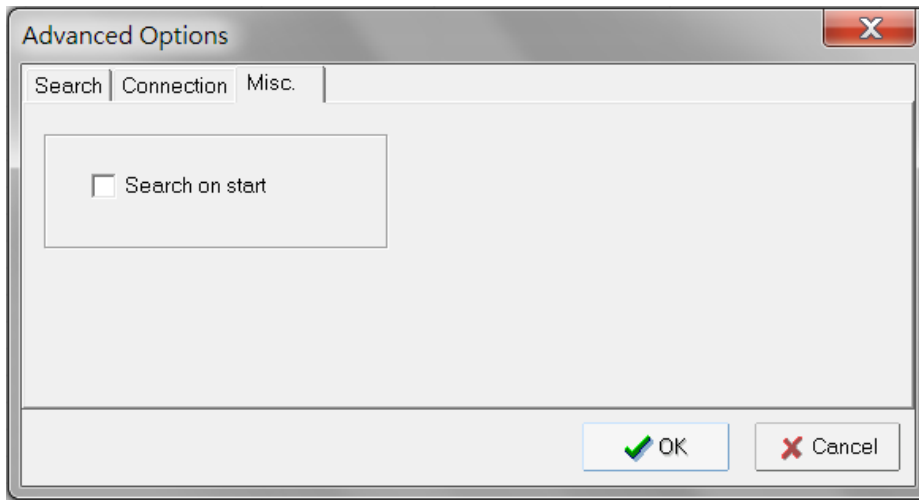 Advanced Options
Search Connection Misc.
Search on start
OK Cancel